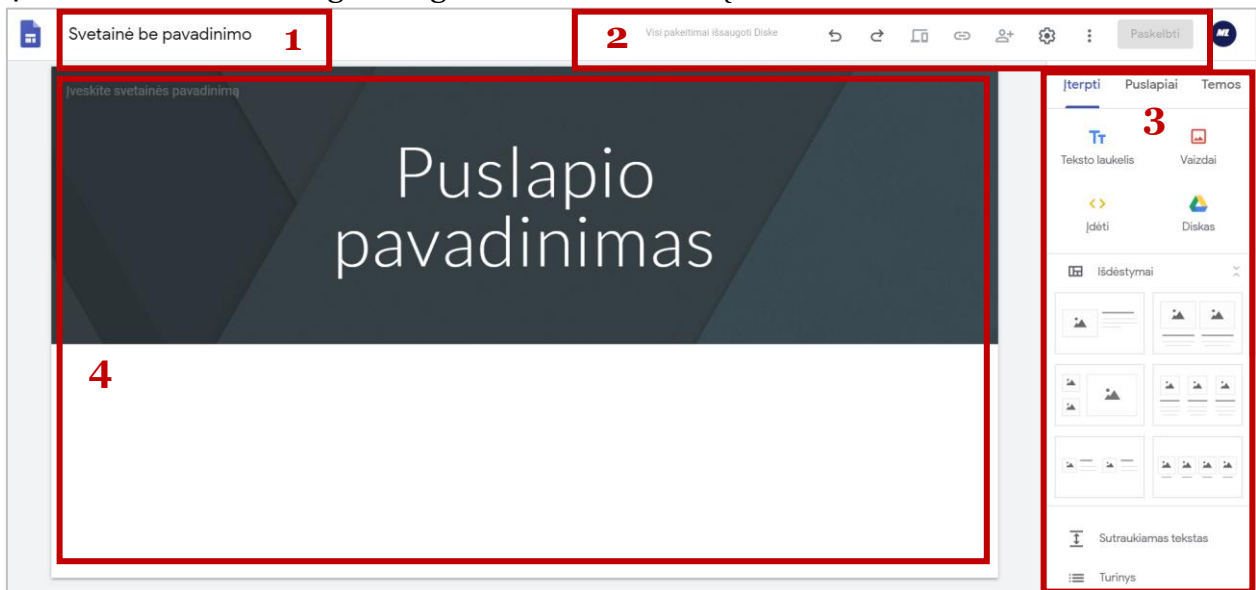 Svetainė be pavadinimo
1
2
Visi pakeitimai išsaugoti Diske
Paskelbti
ML
Įveskite svetainės pavadinimą
Puslapio
pavadinimas
4
Įterpti Puslapiai Temos
3
Teksto laukelis Vaizdai
Įdėti Diskas
Išdėstymai
Sutraukiamas tekstas
Turinys